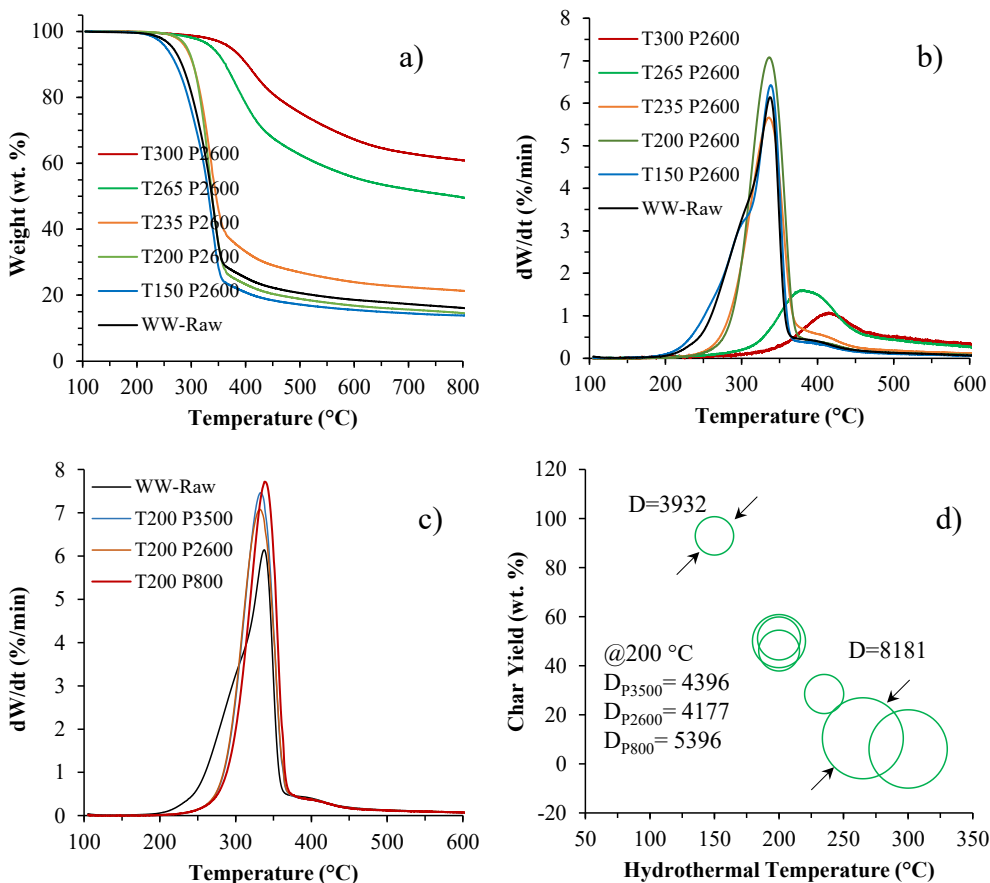 a)
Weight (wt. %)
100
80
60
40
20
0
T300 P2600
T265 P2600
T235 P2600
T200 P2600
T150 P2600
WW-Raw
100 200 300 400 500 600 700 800
Temperature (°C)
b)
dW/dt (%/min)
8
7
6
5
4
3
2
1
0
T300 P2600
T265 P2600
T235 P2600
T200 P2600
T150 P2600
WW-Raw
100 200 300 400 500 600
Temperature (°C)
c)
dW/dt (%/min)
8
7
6
5
4
3
2
1
0
WW-Raw
T200 P3500
T200 P2600
T200 P800
100 200 300 400 500 600
Temperature (°C)
d)
Char Yield (wt. %)
120
100
80
60
40
20
0
-20
D=3932
D=8181
@200 °C
DP3500= 4396
DP2600= 4177
DP800= 5396
50 100 150 200 250 300 350
Hydrothermal Temperature (°C)